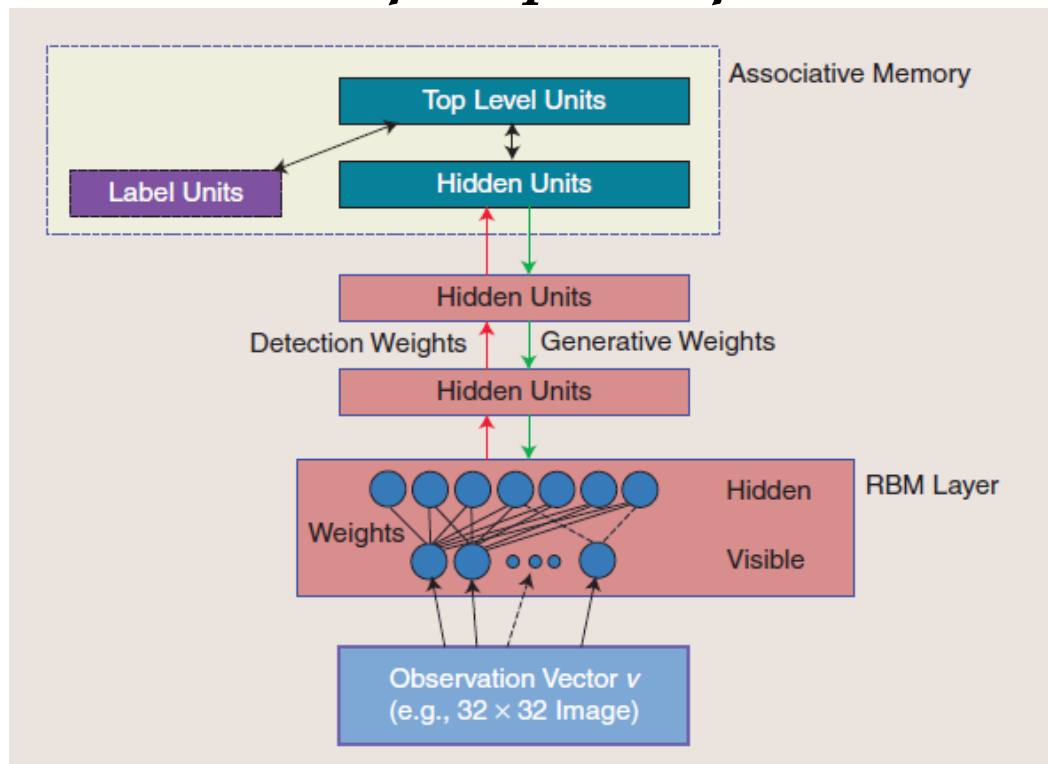 Associative Memory
Top Level Units
Label Units
Hidden Units
Hidden Units
Detection Weights
Generative Weights
Hidden Units
RBM Layer
Hidden
Weights
Visible
Observation Vector v
(e.g., 32 × 32 Image)